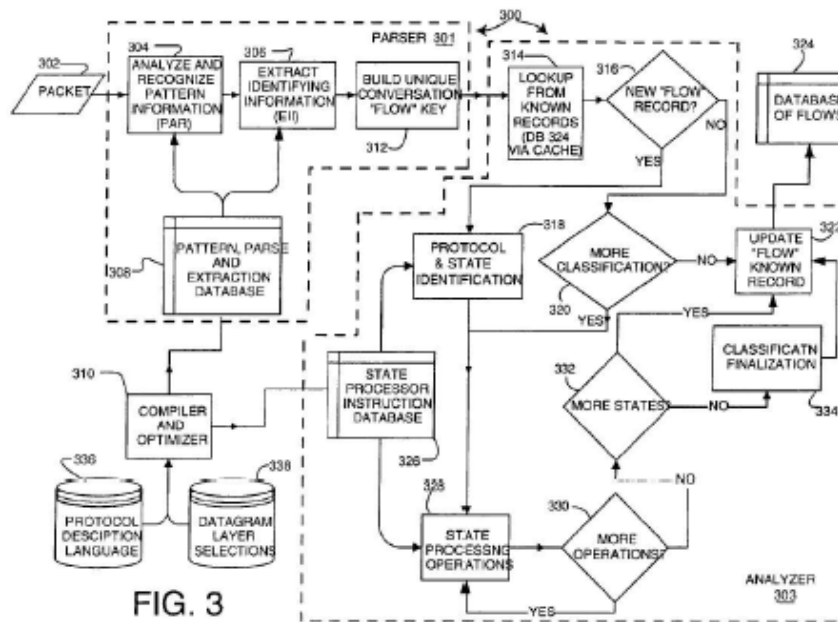 300
PARSER 301
302
PACKET
304
ANALYZE AND
RECOGNIZE
PATTERN
INFORMATION
(PAR)
306
EXTRACT
IDENTIFYING
INFORMATION
(EII)
BUILD UNIQUE
CONVERSATION
"FLOW" KEY
312
314
LOOKUP
FROM
KNOWN
RECORDS
(DB 324
VIA CACHE)
316
NEW "FLOW"
RECORD?
NO
YES
324
DATABASE
OF FLOWS
308
PATTERN, PARSE
AND
EXTRACTION
DATABASE
318
PROTOCOL
& STATE
IDENTIFICATION
MORE
CLASSIFICATION?
320
NO
YES
322
UPDATE
"FLOW"
KNOWN
RECORD
YES
310
COMPILER
AND
OPTIMIZER
STATE
PROCESSOR
INSTRUCTION
DATABASE
326
332
MORE STATES?
NO
CLASSIFICATN
FINALIZATION
334
336
PROTOCOL
DESCIPTION
LANGUAGE
338
DATAGRAM
LAYER
SELECTIONS
328
STATE
PROCESSNG
OPERATIONS
330
MORE
OPERATIONS?
NO
YES
ANALYZER
303
FIG. 3